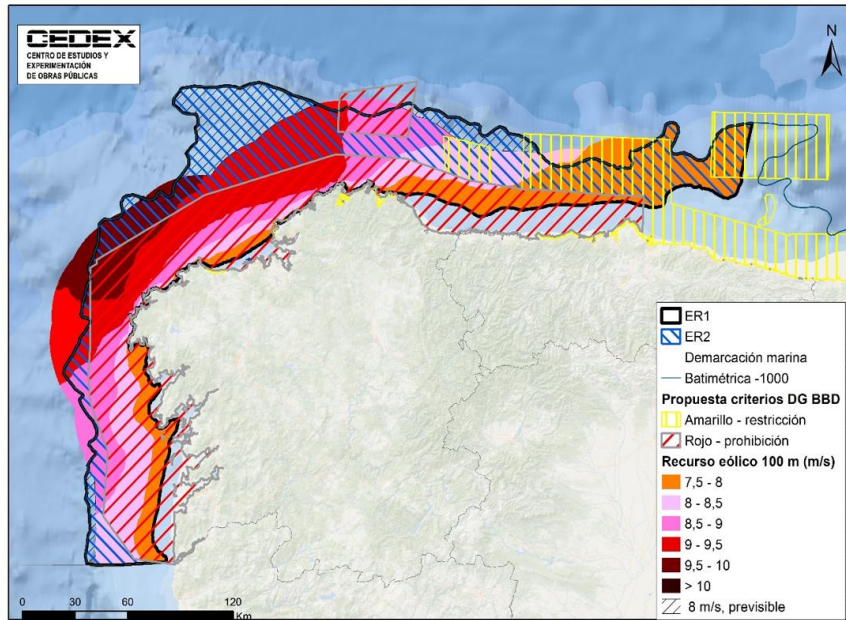 CEDEX
CENTRO DE ESTUDIOS Y
EXPERIMENTACIÓN
DE OBRAS PÚBLICAS
N
ER1
ER2
Demarcación marina
Batimétrica -1000
Propuesta criterios DG BBD
Amarillo - restricción
Rojo - prohibición
Recurso eólico 100 m (m/s)
7,5 - 8
8 - 8,5
8,5 - 9
9 - 9,5
9,5 - 10
> 10
8 m/s, previsible
0 30 60 120
Km